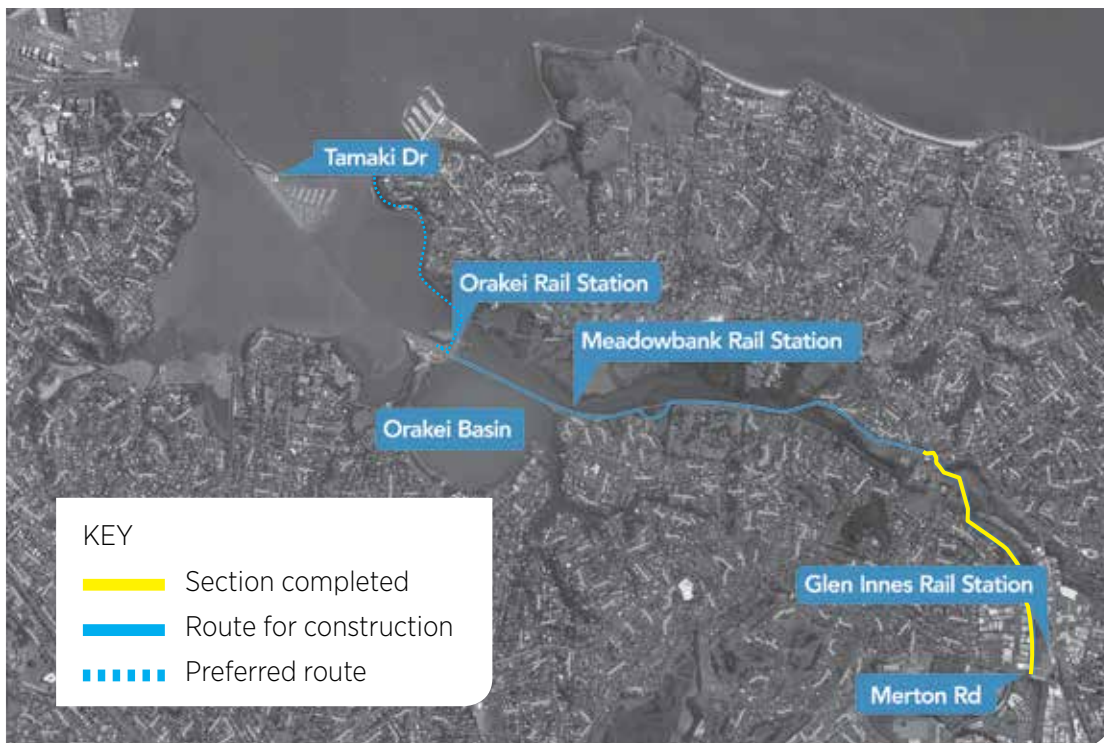 Tamaki Dr
Orakei Rail Station
Meadowbank Rail Station
Orakei Basin
Glen Innes Rail Station
Merton Rd
KEY
Section completed
Route for construction
Preferred route